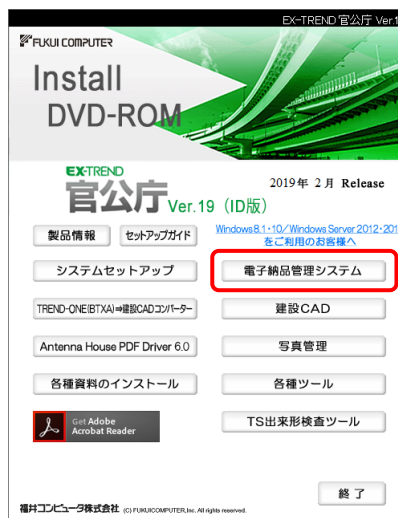 EX-TREND 官公庁 Ver.1
FUKUI COMPUTER
Install
DVD-ROM
EX-TREND
官公庁 Ver.19 (ID版)
2019年 2月 Release
製品情報
セットアップガイド
Windows8.1・10／Windows Server 2012・201
をご利用のお客様へ
システムセットアップ
電子納品管理システム
TREND-ONE(BTXA)⇒建設CADコンバーター
建設CAD
Antenna House PDF Driver 6.0
写真管理
各種資料のインストール
各種ツール
Get Adobe
Acrobat Reader
TS出来形検査ツール
終了
福井コンピュータ株式会社 (C) FUKUICOMPUTER,Inc. All rights reserved.